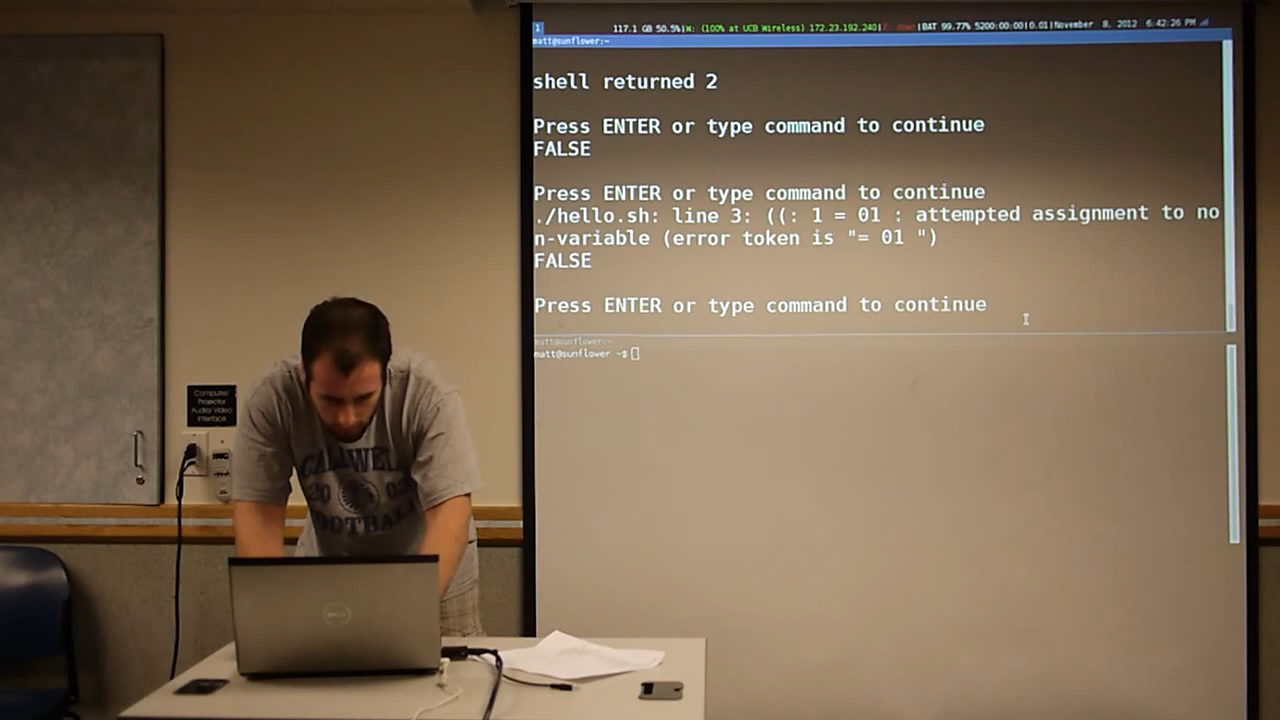 1 117.1 GB 50.5%|W: (100% at UCB Wireless) 172.23.192.240| |BAT 99.77% 5200:00:00|0.01|November 8, 2012 6:42:26 PM
matt@sunflower:~
shell returned 2
Press ENTER or type command to continue
FALSE
Press ENTER or type command to continue
./hello.sh: line 3: ((: 1 = 01 : attempted assignment to no
n-variable (error token is "= 01 ")
FALSE
Press ENTER or type command to continue
matt@sunflower:~
matt@sunflower ~$
Computer
Projector
Audio/Video
Interface
CALDWELL
FOOTBALL
DELL